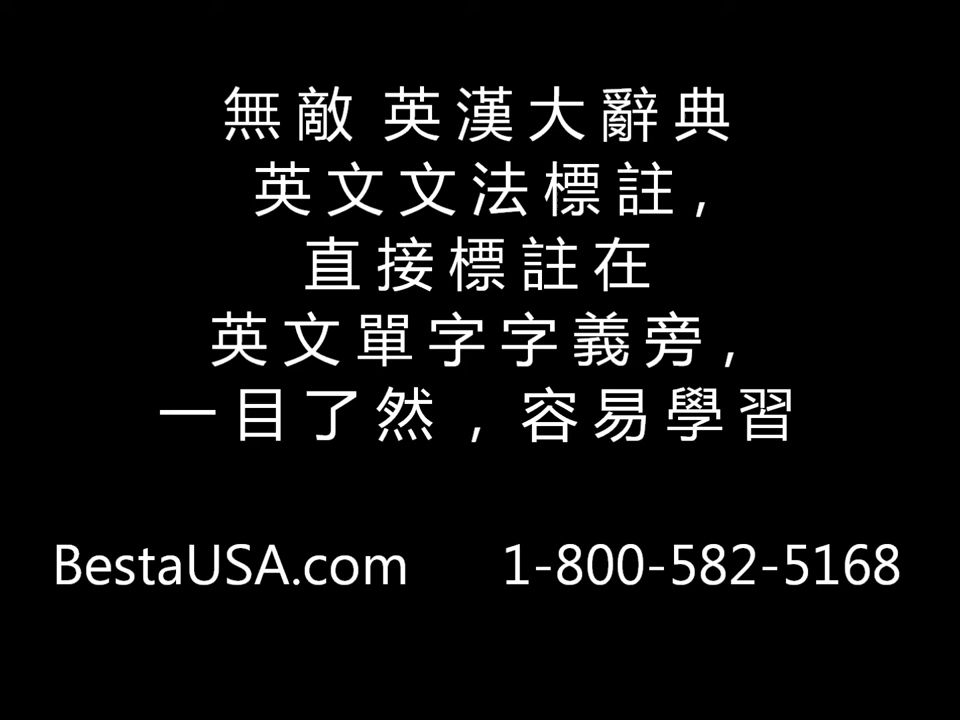 無敵 英漢大辭典
英文文法標註,
直接標註在
英文單字字義旁,
一目了然,容易學習
BestaUSA.com 1-800-582-5168